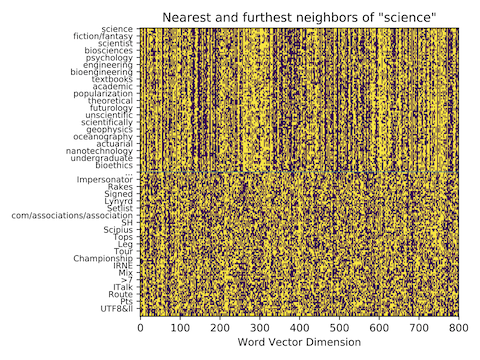 Nearest and furthest neighbors of "science"
science
fiction/fantasy
scientist
biosciences
psychology
engineering
bioengineering
textbooks
academic
popularization
theoretical
futurology
unscientific
scientifically
geophysics
oceanography
actuarial
nanotechnology
undergraduate
bioethics
...
Impersonator
Rakes
Signed
Lynyrd
Setlist
com/associations/association
SH
Scipius
Tops
Leg
Tour
Championship
IRNE
Mix
>7
ITalk
Route
Pts
UTF8&ll
0 100 200 300 400 500 600 700 800
Word Vector Dimension